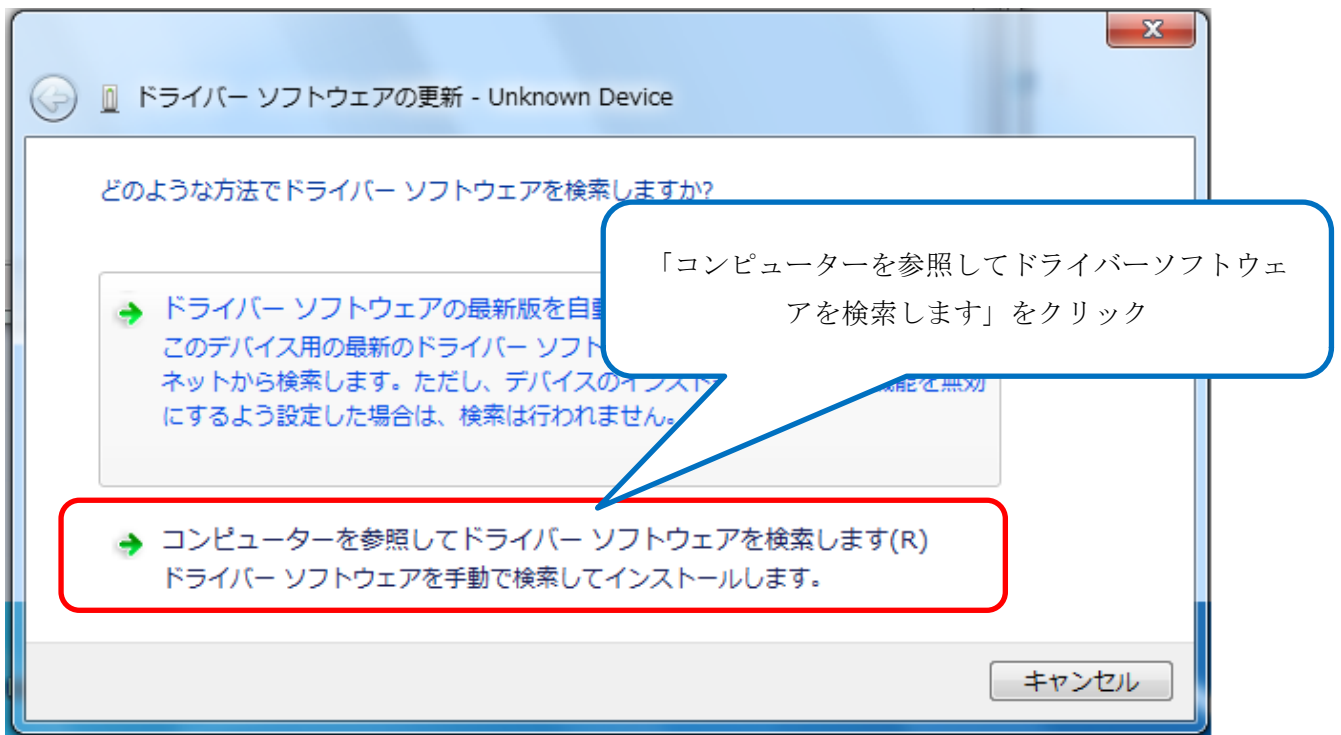 ドライバー ソフトウェアの更新 - Unknown Device
どのような方法でドライバー ソフトウェアを検索しますか?
「コンピューターを参照してドライバーソフトウェ
アを検索します」をクリック
ドライバー ソフトウェアの最新版を自動
このデバイス用の最新のドライバー ソフト
ネットから検索します。ただし、デバイスのインスト 機能を無効
にするよう設定した場合は、検索は行われません。
コンピューターを参照してドライバー ソフトウェアを検索します(R)
ドライバー ソフトウェアを手動で検索してインストールします。
キャンセル